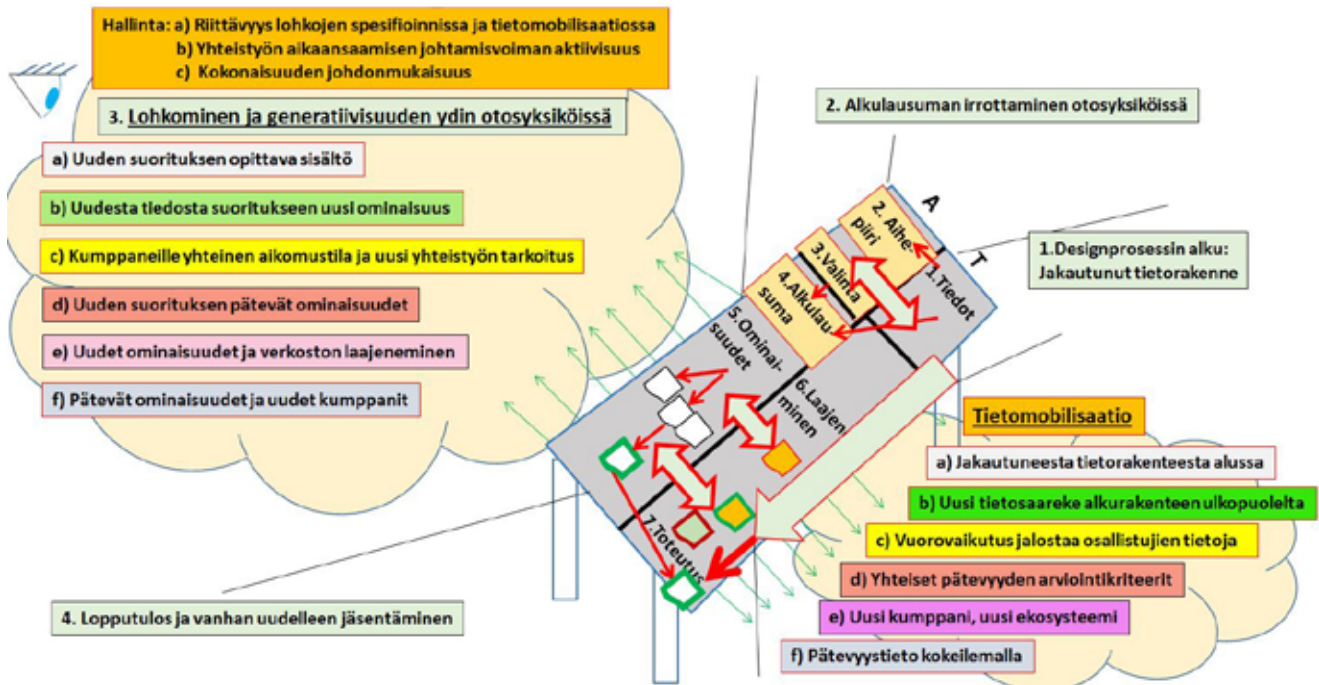 Hallinta: a) Riittävyys lohkojen spesifioinnissa ja tietomobilisaatiossa
b) Yhteistyön aikaansaamisen johtamisvoiman aktiivisuus
c) Kokonaisuuden johdonmukaisuus
3. Lohkominen ja generatiivisuuden ydin otosyksiköissä
a) Uuden suorituksen opittava sisältö
b) Uudesta tiedosta suoritukseen uusi ominaisuus
c) Kumppaneille yhteinen aikomustila ja uusi yhteistyön tarkoitus
d) Uuden suorituksen pätevät ominaisuudet
e) Uudet ominaisuudet ja verkoston laajeneminen
f) Pätevät ominaisuudet ja uudet kumppanit
2. Alkulausuman irrottaminen otosyksiköissä
A
T
2. Aihe-
piiri
1.Tiedot
3.Valinta
4.Alkulau-
suma
5.Ominai-
suudet
6.Laajen-
minen
7.Toteutus
1.Designprosessin alku:
Jakautunut tietorakenne
Tietomobilisaatio
a) Jakautuneesta tietorakenteesta alussa
b) Uusi tietosaareke alkurakenteen ulkopuolelta
c) Vuorovaikutus jalostaa osallistujien tietoja
d) Yhteiset pätevyyden arviointikriteerit
e) Uusi kumppani, uusi ekosysteemi
f) Pätevyystieto kokeilemalla
4. Lopputulos ja vanhan uudelleen jäsentäminen